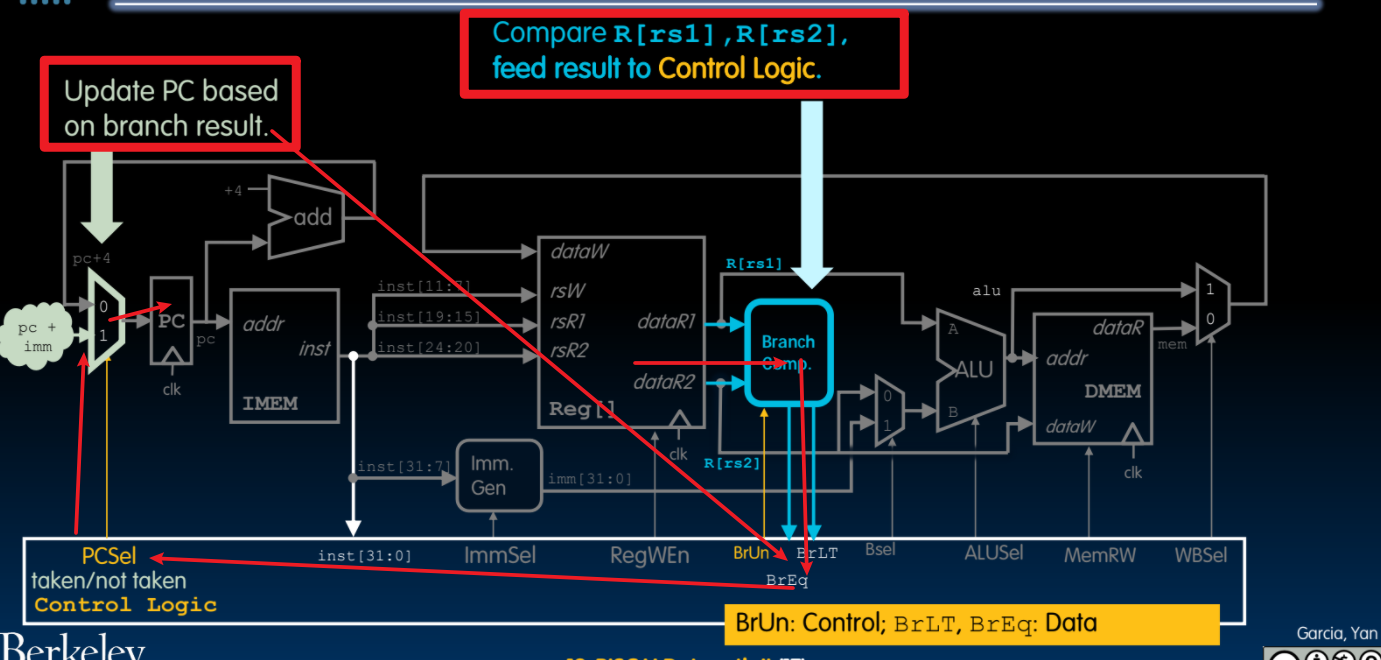 Compare R[rs1],R[rs2],
feed result to Control Logic.
Update PC based
on branch result.
+4
add
pc+4
0
1
pc +
imm
PC
pc
clk
addr
inst
IMEM
inst[11:7]
inst[19:15]
inst[24:20]
dataW
rsW
rsR1
rsR2
dataR1
dataR2
Reg[]
clk
R[rs1]
Branch
Comp.
R[rs2]
inst[31:7]
Imm.
Gen
imm[31:0]
0
1
A
ALU
B
alu
addr
dataR
DMEM
dataW
clk
mem
1
0
PCSel
taken/not taken
Control Logic
inst[31:0]
ImmSel
RegWEn
BrUn
BrLT
BrEq
Bsel
ALUSel
MemRW
WBSel
BrUn: Control; BrLT, BrEq: Data
Berkeley
Garcia, Yan